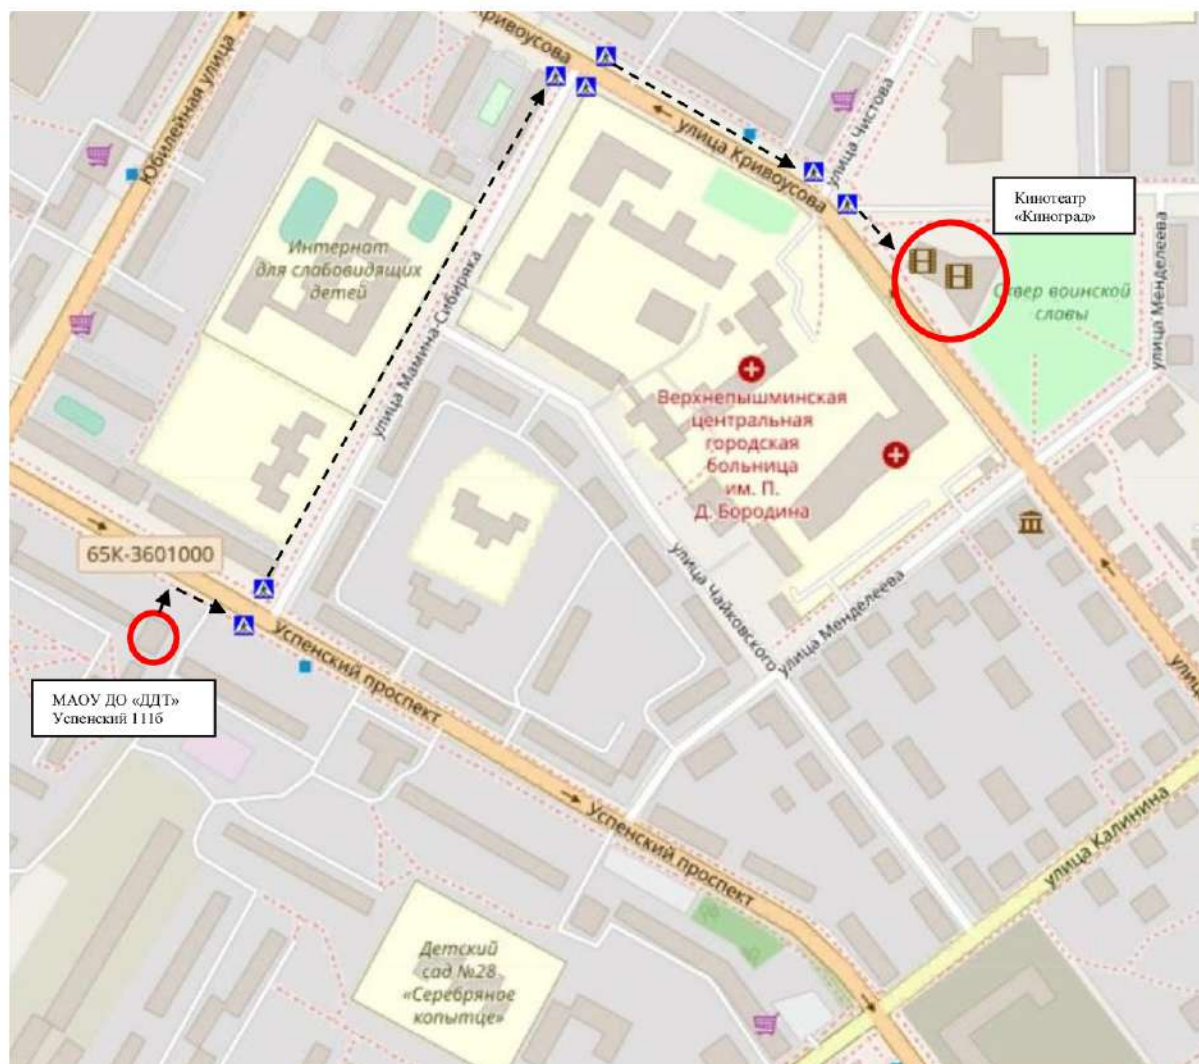 Кривоусова
Юбилейная улица
улица Чистова
улица Кривоусова
Кинотеатр
«Киноград»
улица Менделеева
Интернат
для слабовидящих
детей
Сквер воинской
славы
улица Мамина-Сибиряка
Верхнепышминская
центральная
городская
больница
им. П.
Д. Бородина
65К-3601000
улица Чайковского
улица Менделеева
Успенский проспект
МАОУ ДО «ДДТ»
Успенский 111б
улица Калинина
Успенский проспект
Детский
сад №28
«Серебряное
копытце»